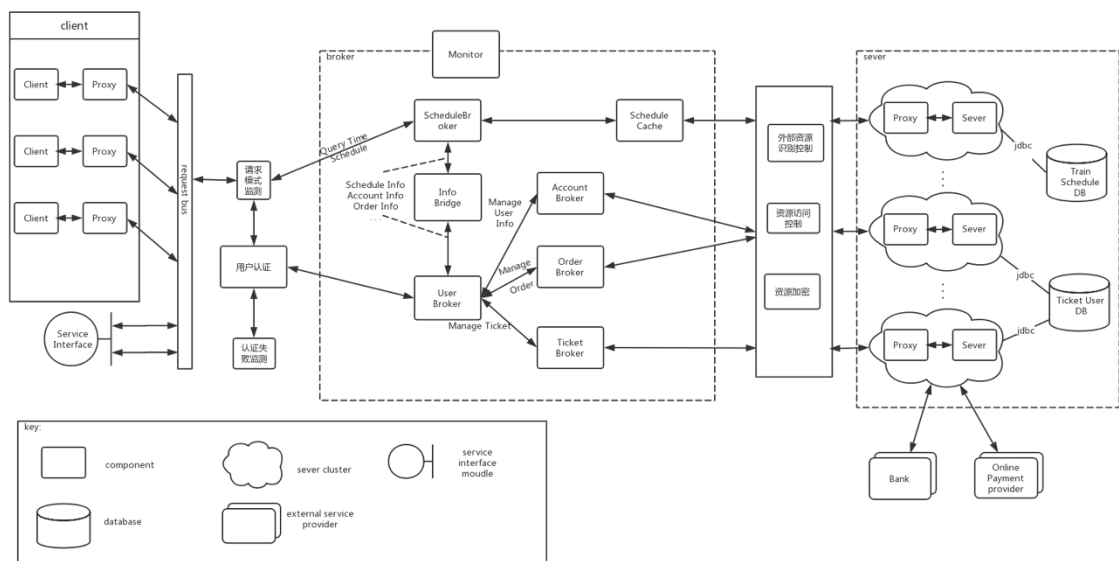 client
Client
Proxy
Client
Proxy
Client
Proxy
Service
Interface
request bus
请求
模式
监测
用户认证
认证失
败监测
broker
Monitor
Query Time
Schedule
ScheduleBr
oker
Schedule
Cache
Schedule Info
Account Info
Order Info
. . .
Info
Bridge
User
Broker
Manage
User
Info
Manage
Order
Manage Ticket
Account
Broker
Order
Broker
Ticket
Broker
外部资源
识别控制
资源访问
控制
资源加密
sever
Proxy
Sever
jdbc
Train
Schedule
DB
Proxy
Sever
jdbc
Ticket User
DB
jdbc
Proxy
Sever
Bank
Online
Payment
provider
key:
component
sever cluster
service
interface
moudle
database
external service
provider